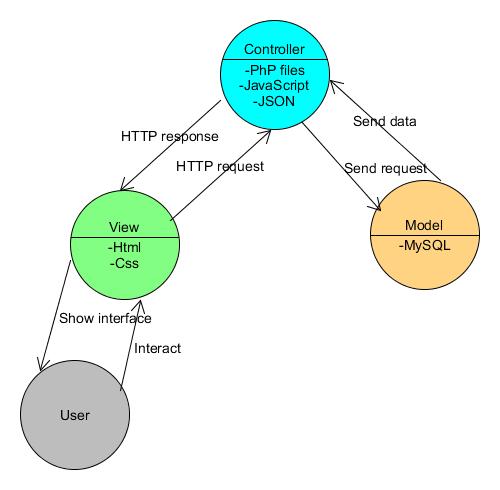 Controller
-PhP files
-JavaScript
-JSON
Send data
HTTP response
HTTP request
Send request
View
-Html
-Css
Model
-MySQL
Show interface
Interact
User